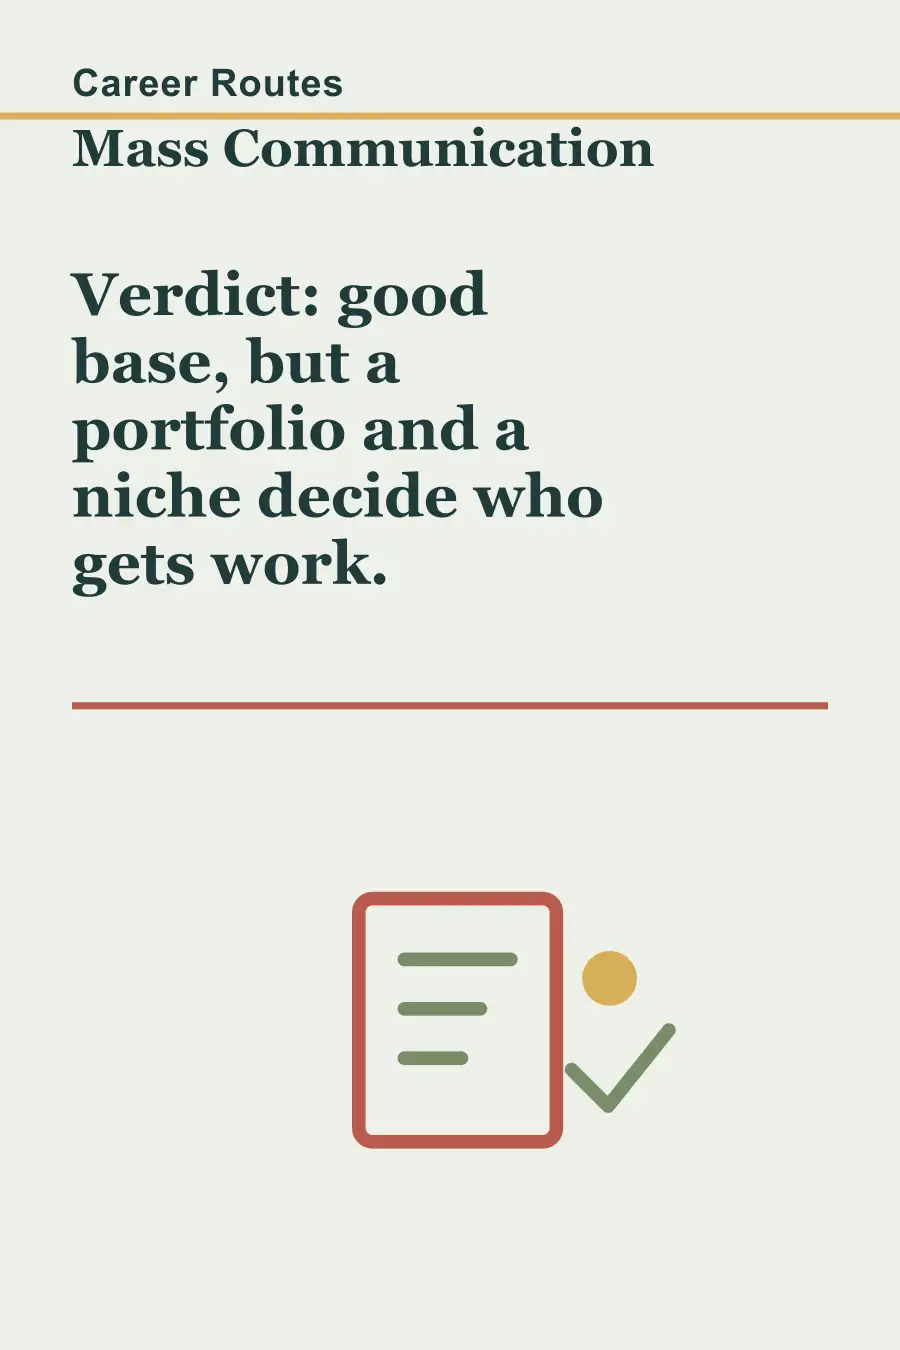 Career Routes
Mass Communication
Verdict: good
base, but a
portfolio and a
niche decide who
gets work.